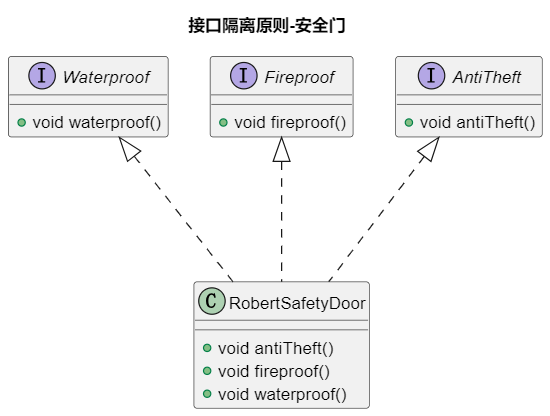 接口隔离原则-安全门
I Waterproof
void waterproof()
I Fireproof
void fireproof()
I AntiTheft
void antiTheft()
C RobertSafetyDoor
void antiTheft()
void fireproof()
void waterproof()